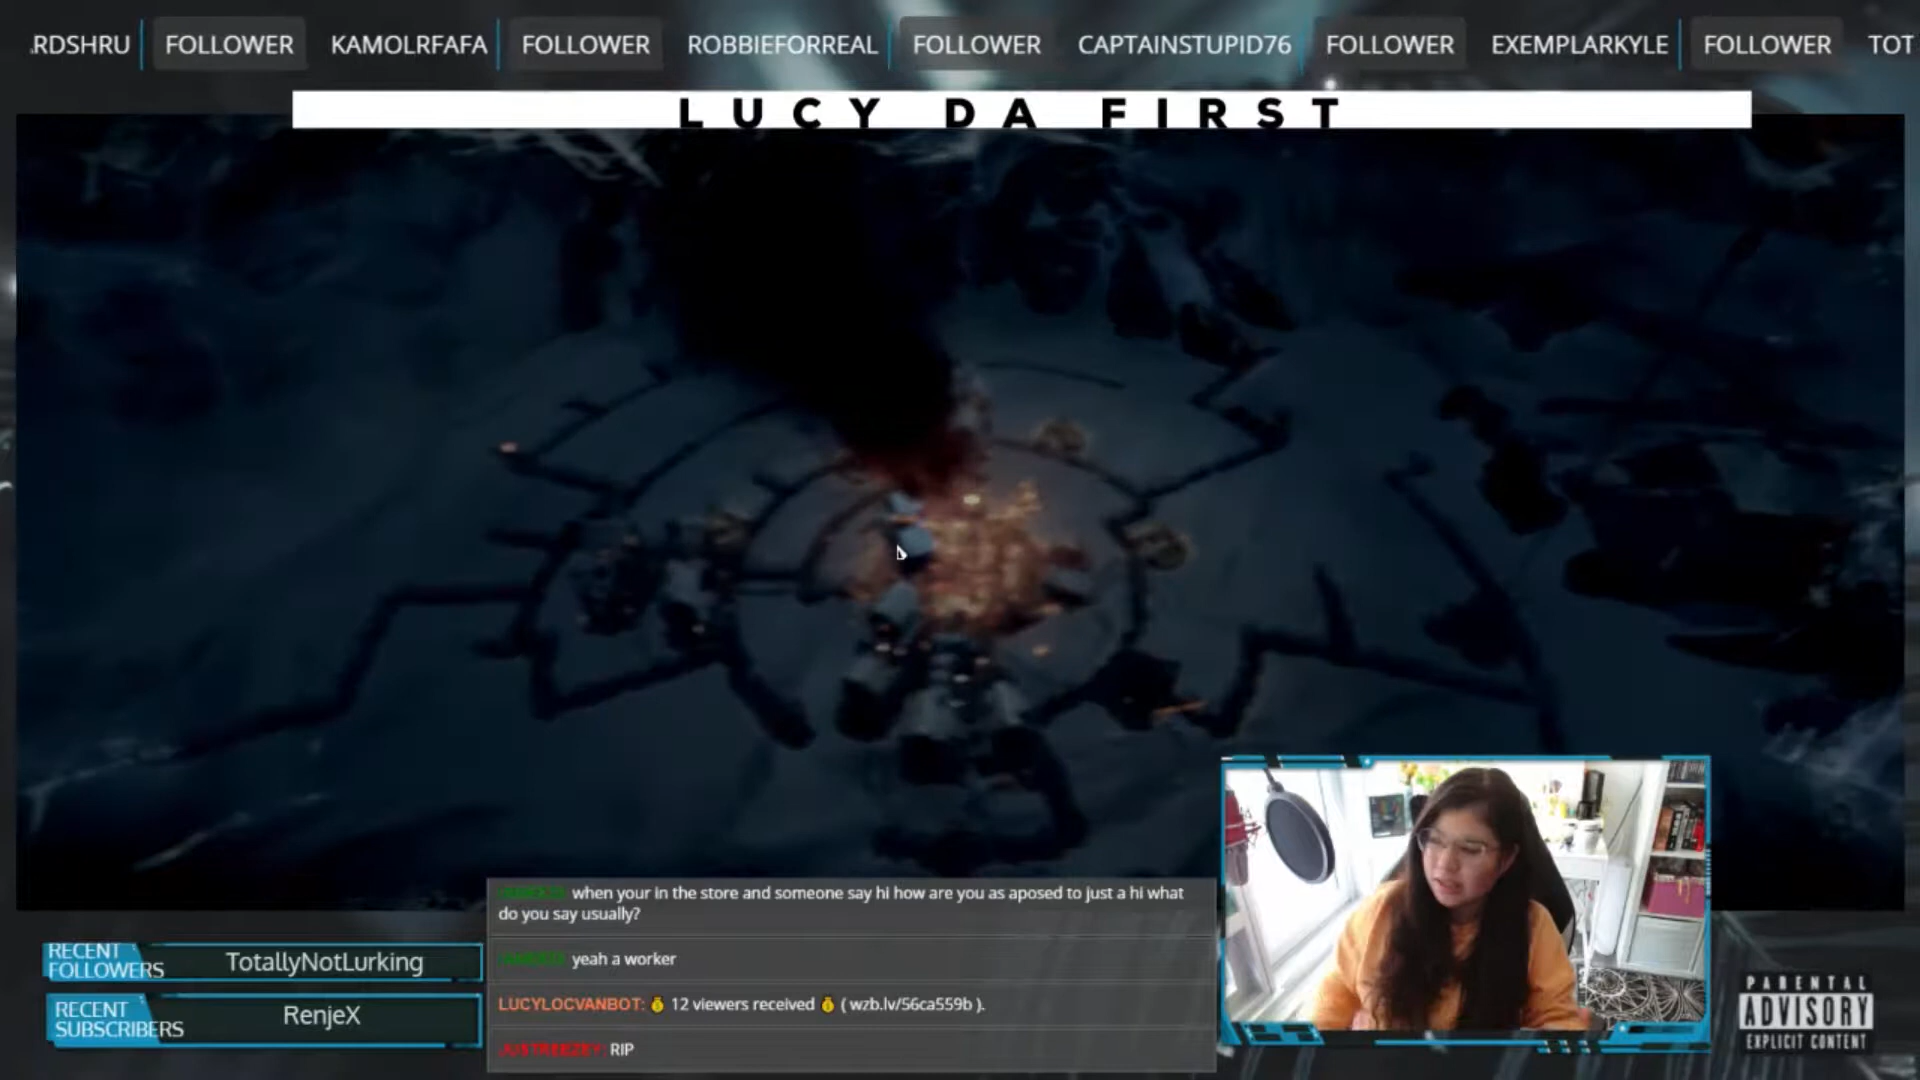 .RDSHRU FOLLOWER KAMOLRFAFA FOLLOWER ROBBIEFORREAL FOLLOWER CAPTAINSTUPID76 FOLLOWER EXEMPLARKYLE FOLLOWER TOT
LUCY DA FIRST
when your in the store and someone say hi how are you as aposed to just a hi what
do you say usually?
yeah a worker
LUCYLOCVANBOT: 💰 12 viewers received 💰 ( wzb.lv/56ca559b ).
JUSTREEZEY: RIP
RECENT
FOLLOWERS
TotallyNotLurking
RECENT
SUBSCRIBERS
RenjeX
PARENTAL
ADVISORY
EXPLICIT CONTENT